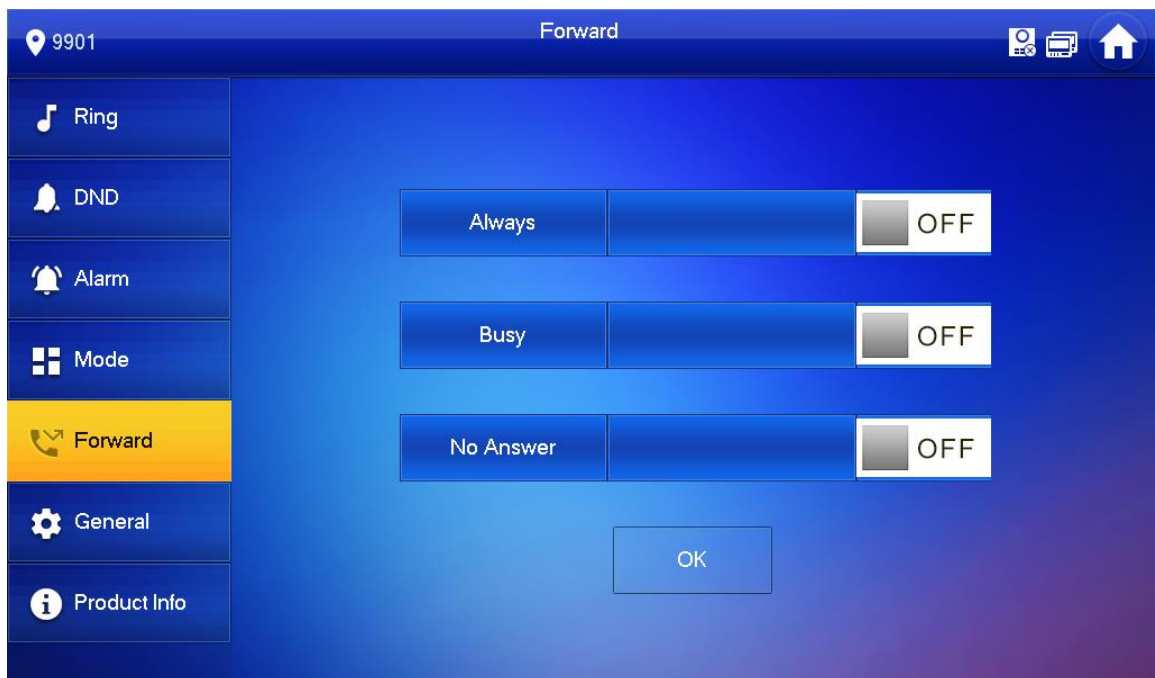 9901
Forward
Ring
DND
Alarm
Mode
Forward
General
Product Info
Always
OFF
Busy
OFF
No Answer
OFF
OK